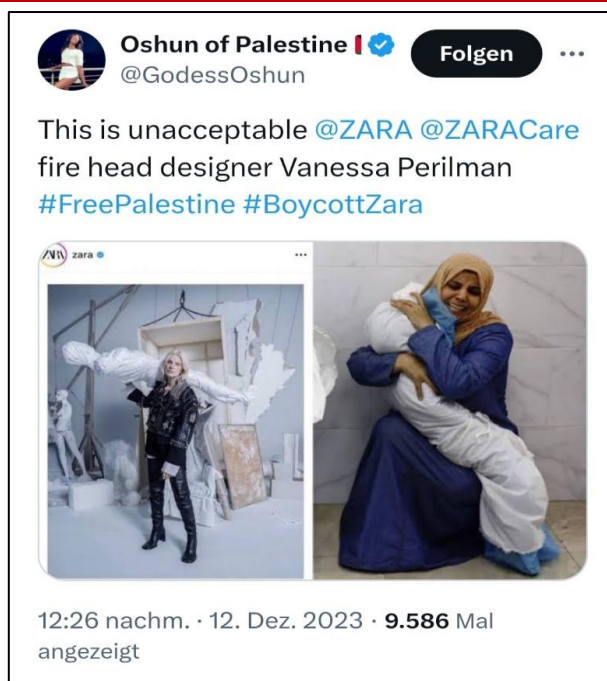 Oshun of Palestine
Folgen
@GodessOshun
This is unacceptable @ZARA @ZARACare
fire head designer Vanessa Perilman
#FreePalestine #BoycottZara
ZARA zara
12:26 nachm. · 12. Dez. 2023 · 9.586 Mal
angezeigt